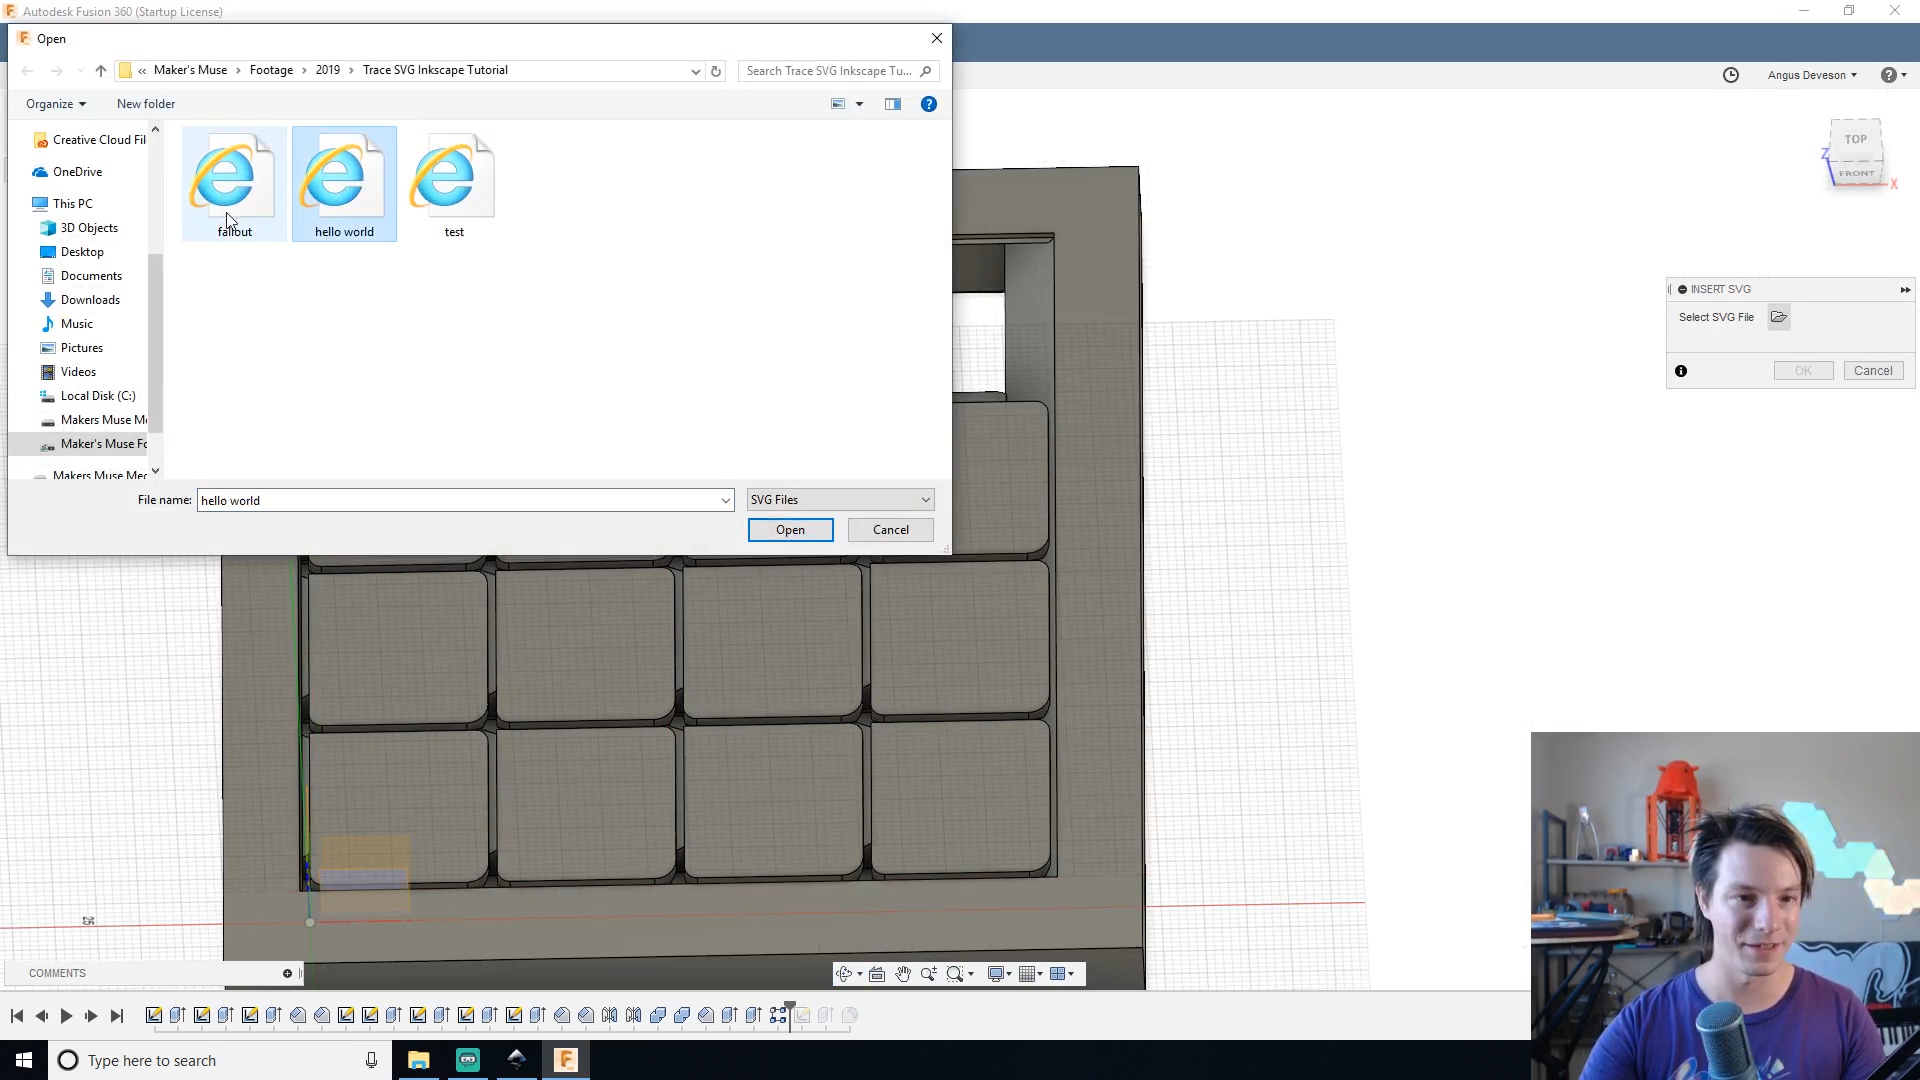 Autodesk Fusion 360 (Startup License)
Open
« Maker's Muse › Footage › 2019 › Trace SVG Inkscape Tutorial
Search Trace SVG Inkscape Tu...
Organize
New folder
Angus Deveson
Creative Cloud Fil
OneDrive
This PC
3D Objects
Desktop
Documents
Downloads
Music
Pictures
Videos
Local Disk (C:)
Makers Muse Me
Maker's Muse Fo
Makers Muse Med
fallout
hello world
test
File name:
hello world
SVG Files
Open
Cancel
TOP
FRONT
Z
X
INSERT SVG
Select SVG File
OK
Cancel
25
COMMENTS
Type here to search